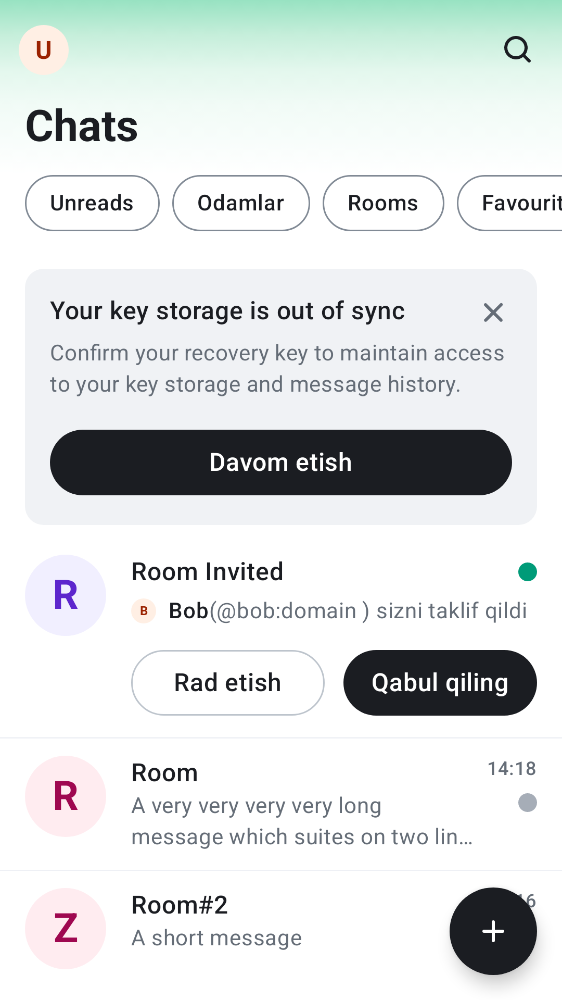 U
Chats
Unreads
Odamlar
Rooms
Favourit
Your key storage is out of sync
Confirm your recovery key to maintain access
to your key storage and message history.
Davom etish
R
Room Invited
B
Bob(@bob:domain ) sizni taklif qildi
Rad etish
Qabul qiling
R
Room
14:18
A very very very very long
message which suites on two lin…
Z
Room#2
A short message